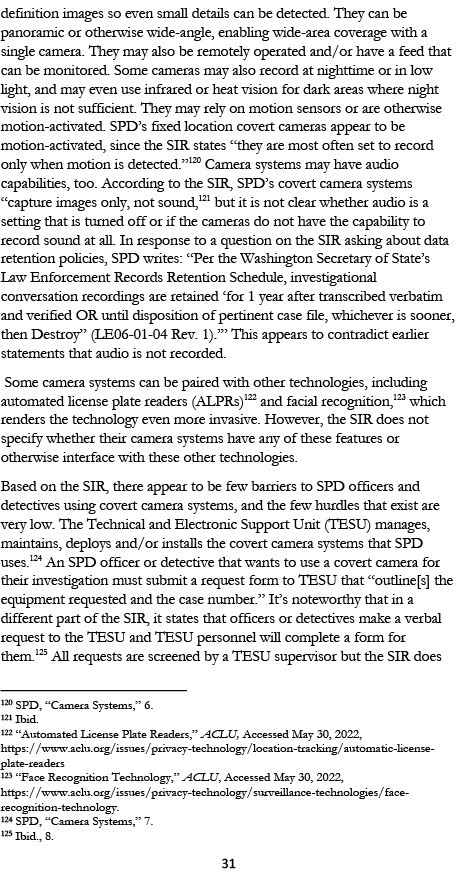 definition images so even small details can be detected. They can be
panoramic or otherwise wide-angle, enabling wide-area coverage with a
single camera. They may also be remotely operated and/or have a feed that
can be monitored. Some cameras may also record at nighttime or in low
light, and may even use infrared or heat vision for dark areas where night
vision is not sufficient. They may rely on motion sensors or are otherwise
motion-activated. SPD’s fixed location covert cameras appear to be
motion-activated, since the SIR states “they are most often set to record
only when motion is detected.”¹²⁰ Camera systems may have audio
capabilities, too. According to the SIR, SPD’s covert camera systems
“capture images only, not sound,¹²¹ but it is not clear whether audio is a
setting that is turned off or if the cameras do not have the capability to
record sound at all. In response to a question on the SIR asking about data
retention policies, SPD writes: “Per the Washington Secretary of State’s
Law Enforcement Records Retention Schedule, investigational
conversation recordings are retained ‘for 1 year after transcribed verbatim
and verified OR until disposition of pertinent case file, whichever is sooner,
then Destroy” (LE06-01-04 Rev. 1).”’ This appears to contradict earlier
statements that audio is not recorded.
Some camera systems can be paired with other technologies, including
automated license plate readers (ALPRs)¹²² and facial recognition,¹²³ which
renders the technology even more invasive. However, the SIR does not
specify whether their camera systems have any of these features or
otherwise interface with these other technologies.
Based on the SIR, there appear to be few barriers to SPD officers and
detectives using covert camera systems, and the few hurdles that exist are
very low. The Technical and Electronic Support Unit (TESU) manages,
maintains, deploys and/or installs the covert camera systems that SPD
uses.¹²⁴ An SPD officer or detective that wants to use a covert camera for
their investigation must submit a request form to TESU that “outline[s] the
equipment requested and the case number.” It’s noteworthy that in a
different part of the SIR, it states that officers or detectives make a verbal
request to the TESU and TESU personnel will complete a form for
them.¹²⁵ All requests are screened by a TESU supervisor but the SIR does
¹²⁰ SPD, “Camera Systems,” 6.
¹²¹ Ibid.
¹²² “Automated License Plate Readers,” ACLU, Accessed May 30, 2022,
https://www.aclu.org/issues/privacy-technology/location-tracking/automatic-license-
plate-readers
¹²³ “Face Recognition Technology,” ACLU, Accessed May 30, 2022,
https://www.aclu.org/issues/privacy-technology/surveillance-technologies/face-
recognition-technology.
¹²⁴ SPD, “Camera Systems,” 7.
¹²⁵ Ibid., 8.
31